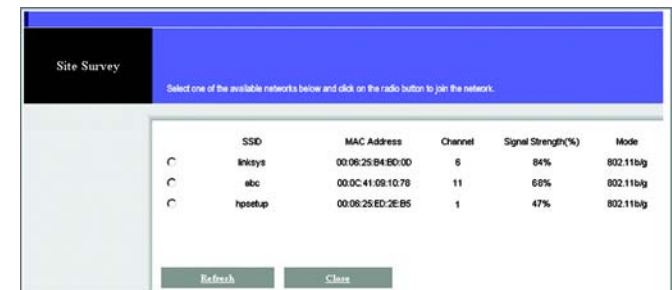 Site Survey
Select one of the available networks below and click on the radio button to join the network.
SSID MAC Address Channel Signal Strength(%) Mode
linksys 00:06:25:B4:BD:0D 6 84% 802.11b/g
abc 00:0C:41:09:10:78 11 68% 802.11b/g
hpsetup 00:06:25:ED:2E:B5 1 47% 802.11b/g
Refresh Close